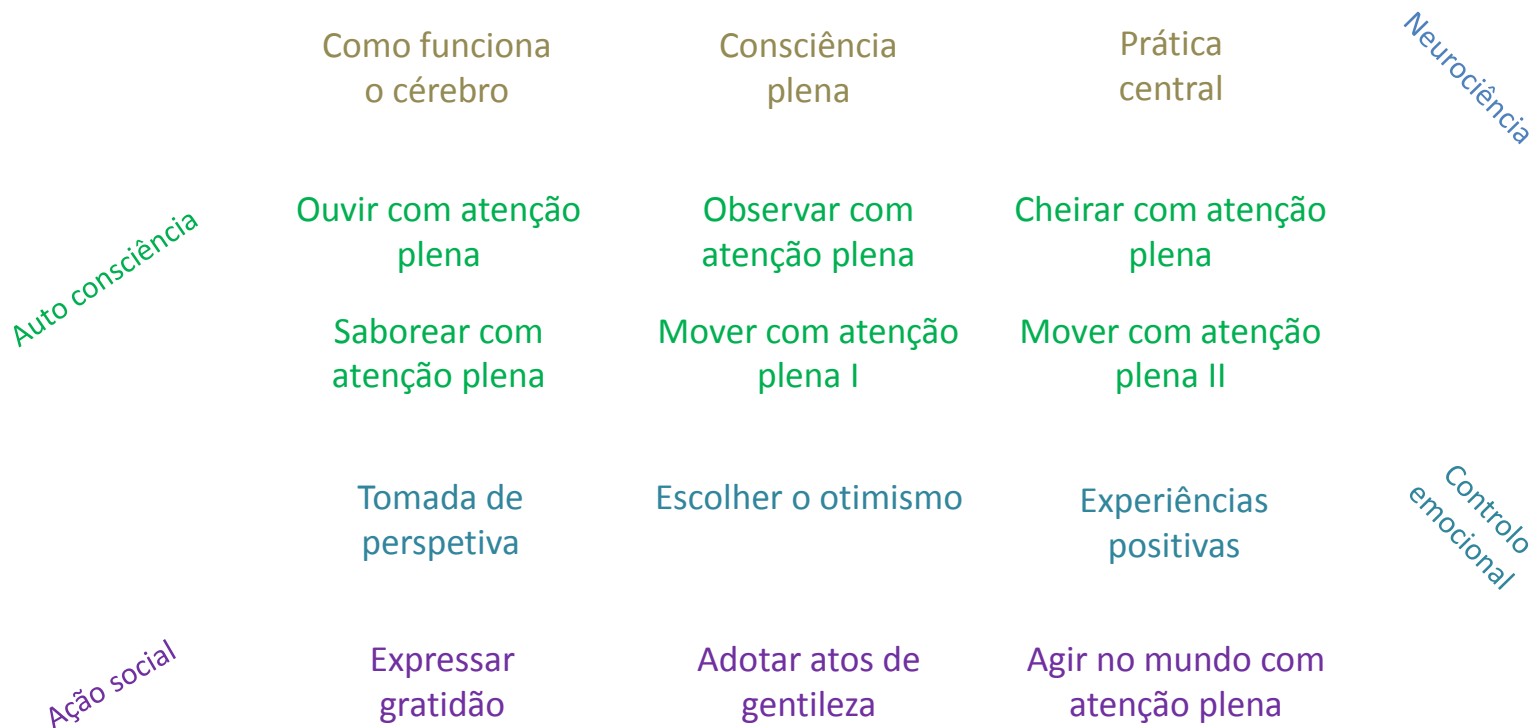 Como funciona
o cérebro
Consciência
plena
Prática
central
Neurociência
Auto consciência
Ouvir com atenção
plena
Observar com
atenção plena
Cheirar com atenção
plena
Saborear com
atenção plena
Mover com atenção
plena I
Mover com atenção
plena II
Tomada de
perspetiva
Escolher o otimismo
Experiências
positivas
Controlo
emocional
Ação social
Expressar
gratidão
Adotar atos de
gentileza
Agir no mundo com
atenção plena